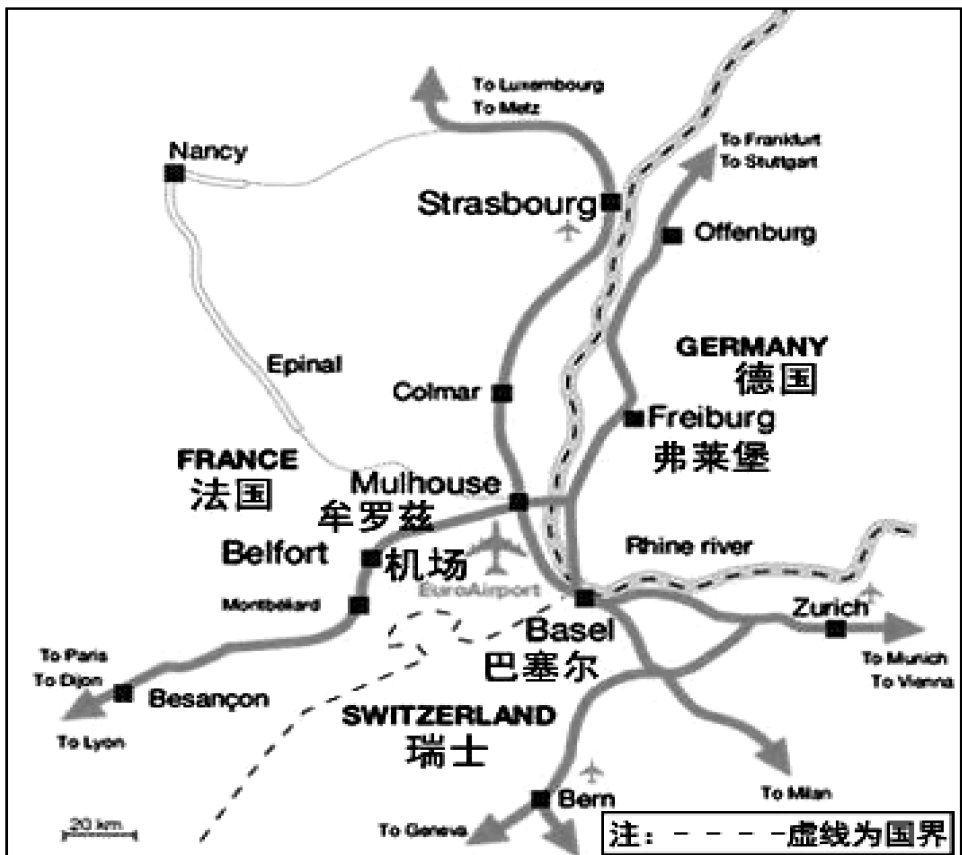 To Luxembourg
To Metz
To Frankfurt
To Stuttgart
Nancy
Strasbourg
Offenburg
GERMANY
德国
Epinal
Colmar
Freiburg
弗莱堡
FRANCE
法国
Mulhouse
牟罗兹
Belfort
机场
EuroAirport
Rhine river
Montbéliard
Basel
巴塞尔
Zurich
To Paris
To Dijon
Besançon
To Lyon
To Munich
To Vienna
SWITZERLAND
瑞士
Bern
To Milan
To Geneva
20 km
注：- - - -虚线为国界